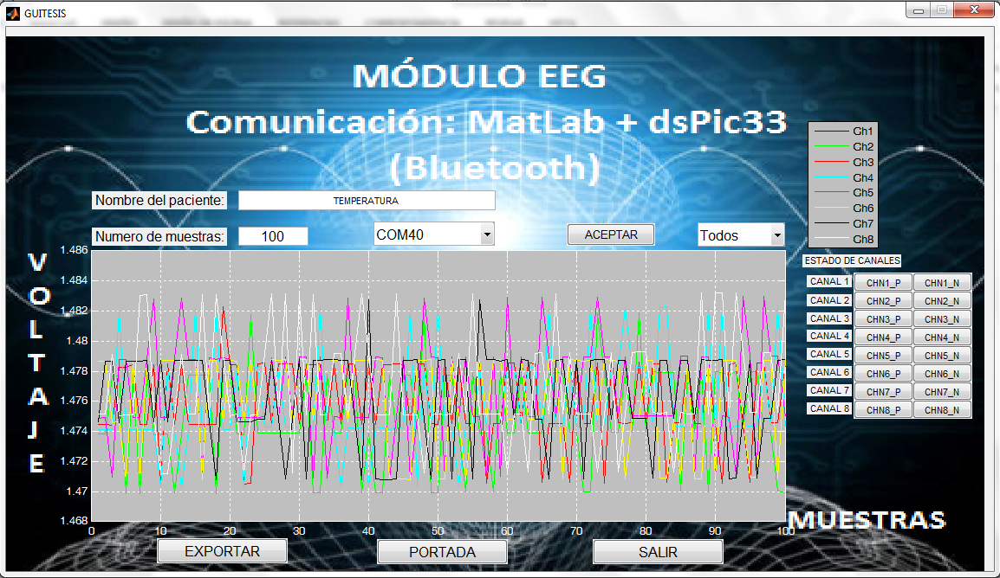 GUITESIS
MÓDULO EEG
Comunicación: MatLab + dsPic33
(Bluetooth)
Ch1
Ch2
Ch3
Ch4
Ch5
Ch6
Ch7
Ch8
Nombre del paciente: TEMPERATURA
Numero de muestras: 100 COM40 ACEPTAR Todos
VOLTAJE
1.486
1.484
1.482
1.48
1.478
1.476
1.474
1.472
1.47
1.468
0 10 20 30 40 50 60 70 80 90 100
MUESTRAS
ESTADO DE CANALES
CANAL 1 CHN1_P CHN1_N
CANAL 2 CHN2_P CHN2_N
CANAL 3 CHN3_P CHN3_N
CANAL 4 CHN4_P CHN4_N
CANAL 5 CHN5_P CHN5_N
CANAL 6 CHN6_P CHN6_N
CANAL 7 CHN7_P CHN7_N
CANAL 8 CHN8_P CHN8_N
EXPORTAR PORTADA SALIR